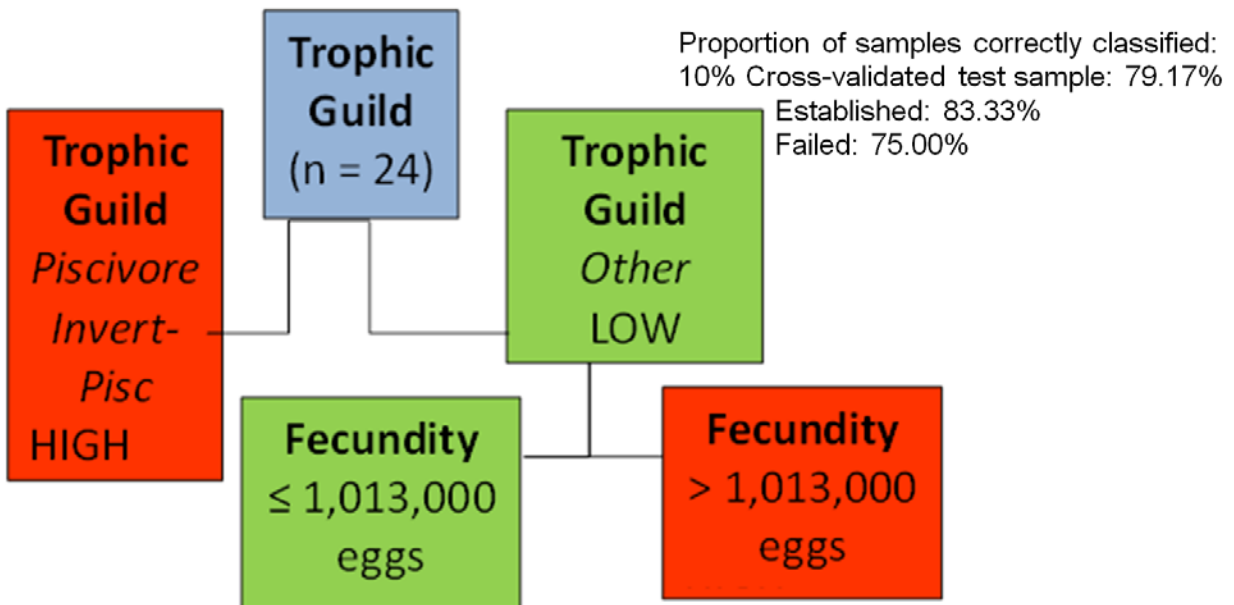 Trophic
Guild
(n = 24)
Proportion of samples correctly classified:
10% Cross-validated test sample: 79.17%
Established: 83.33%
Failed: 75.00%
Trophic
Guild
Piscivore
Invert-
Pisc
HIGH
Trophic
Guild
Other
LOW
Fecundity
≤ 1,013,000
eggs
Fecundity
> 1,013,000
eggs